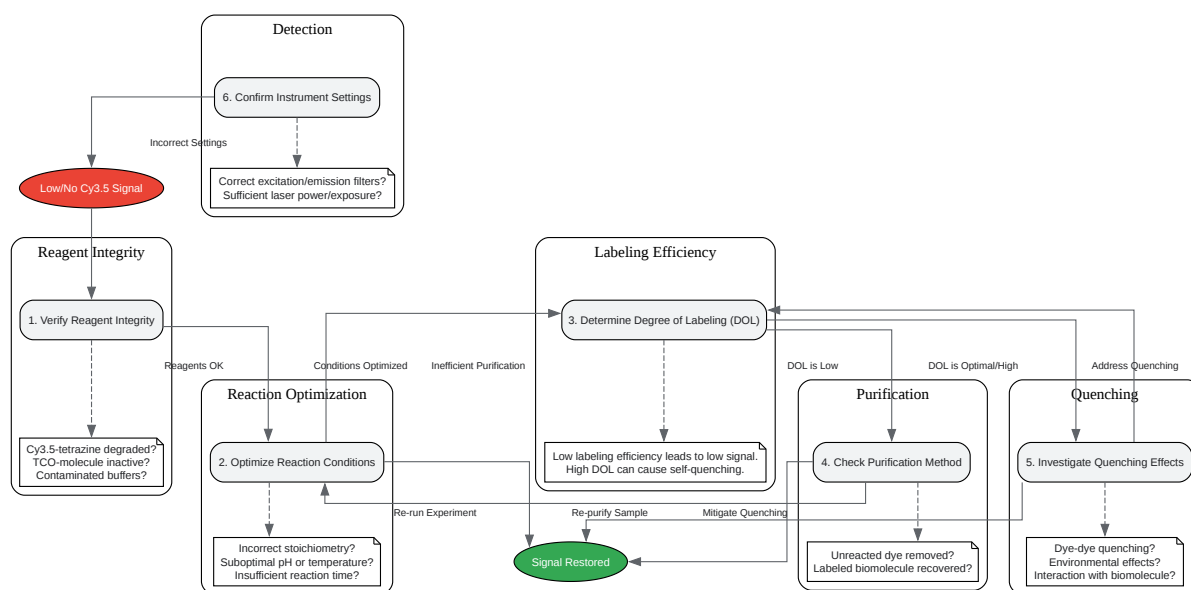 Detection
6. Confirm Instrument Settings
Incorrect Settings
Correct excitation/emission filters?
Sufficient laser power/exposure?
Low/No Cy3.5 Signal
Reagent Integrity
1. Verify Reagent Integrity
Reagents OK
Cy3.5-tetrazine degraded?
TCO-molecule inactive?
Contaminated buffers?
Conditions Optimized
Inefficient Purification
Reaction Optimization
2. Optimize Reaction Conditions
Re-run Experiment
Incorrect stoichiometry?
Suboptimal pH or temperature?
Insufficient reaction time?
Labeling Efficiency
3. Determine Degree of Labeling (DOL)
Low labeling efficiency leads to low signal.
High DOL can cause self-quenching.
DOL is Low
DOL is Optimal/High
Address Quenching
Purification
4. Check Purification Method
Re-purify Sample
Mitigate Quenching
Unreacted dye removed?
Labeled biomolecule recovered?
Quenching
5. Investigate Quenching Effects
Dye-dye quenching?
Environmental effects?
Interaction with biomolecule?
Signal Restored